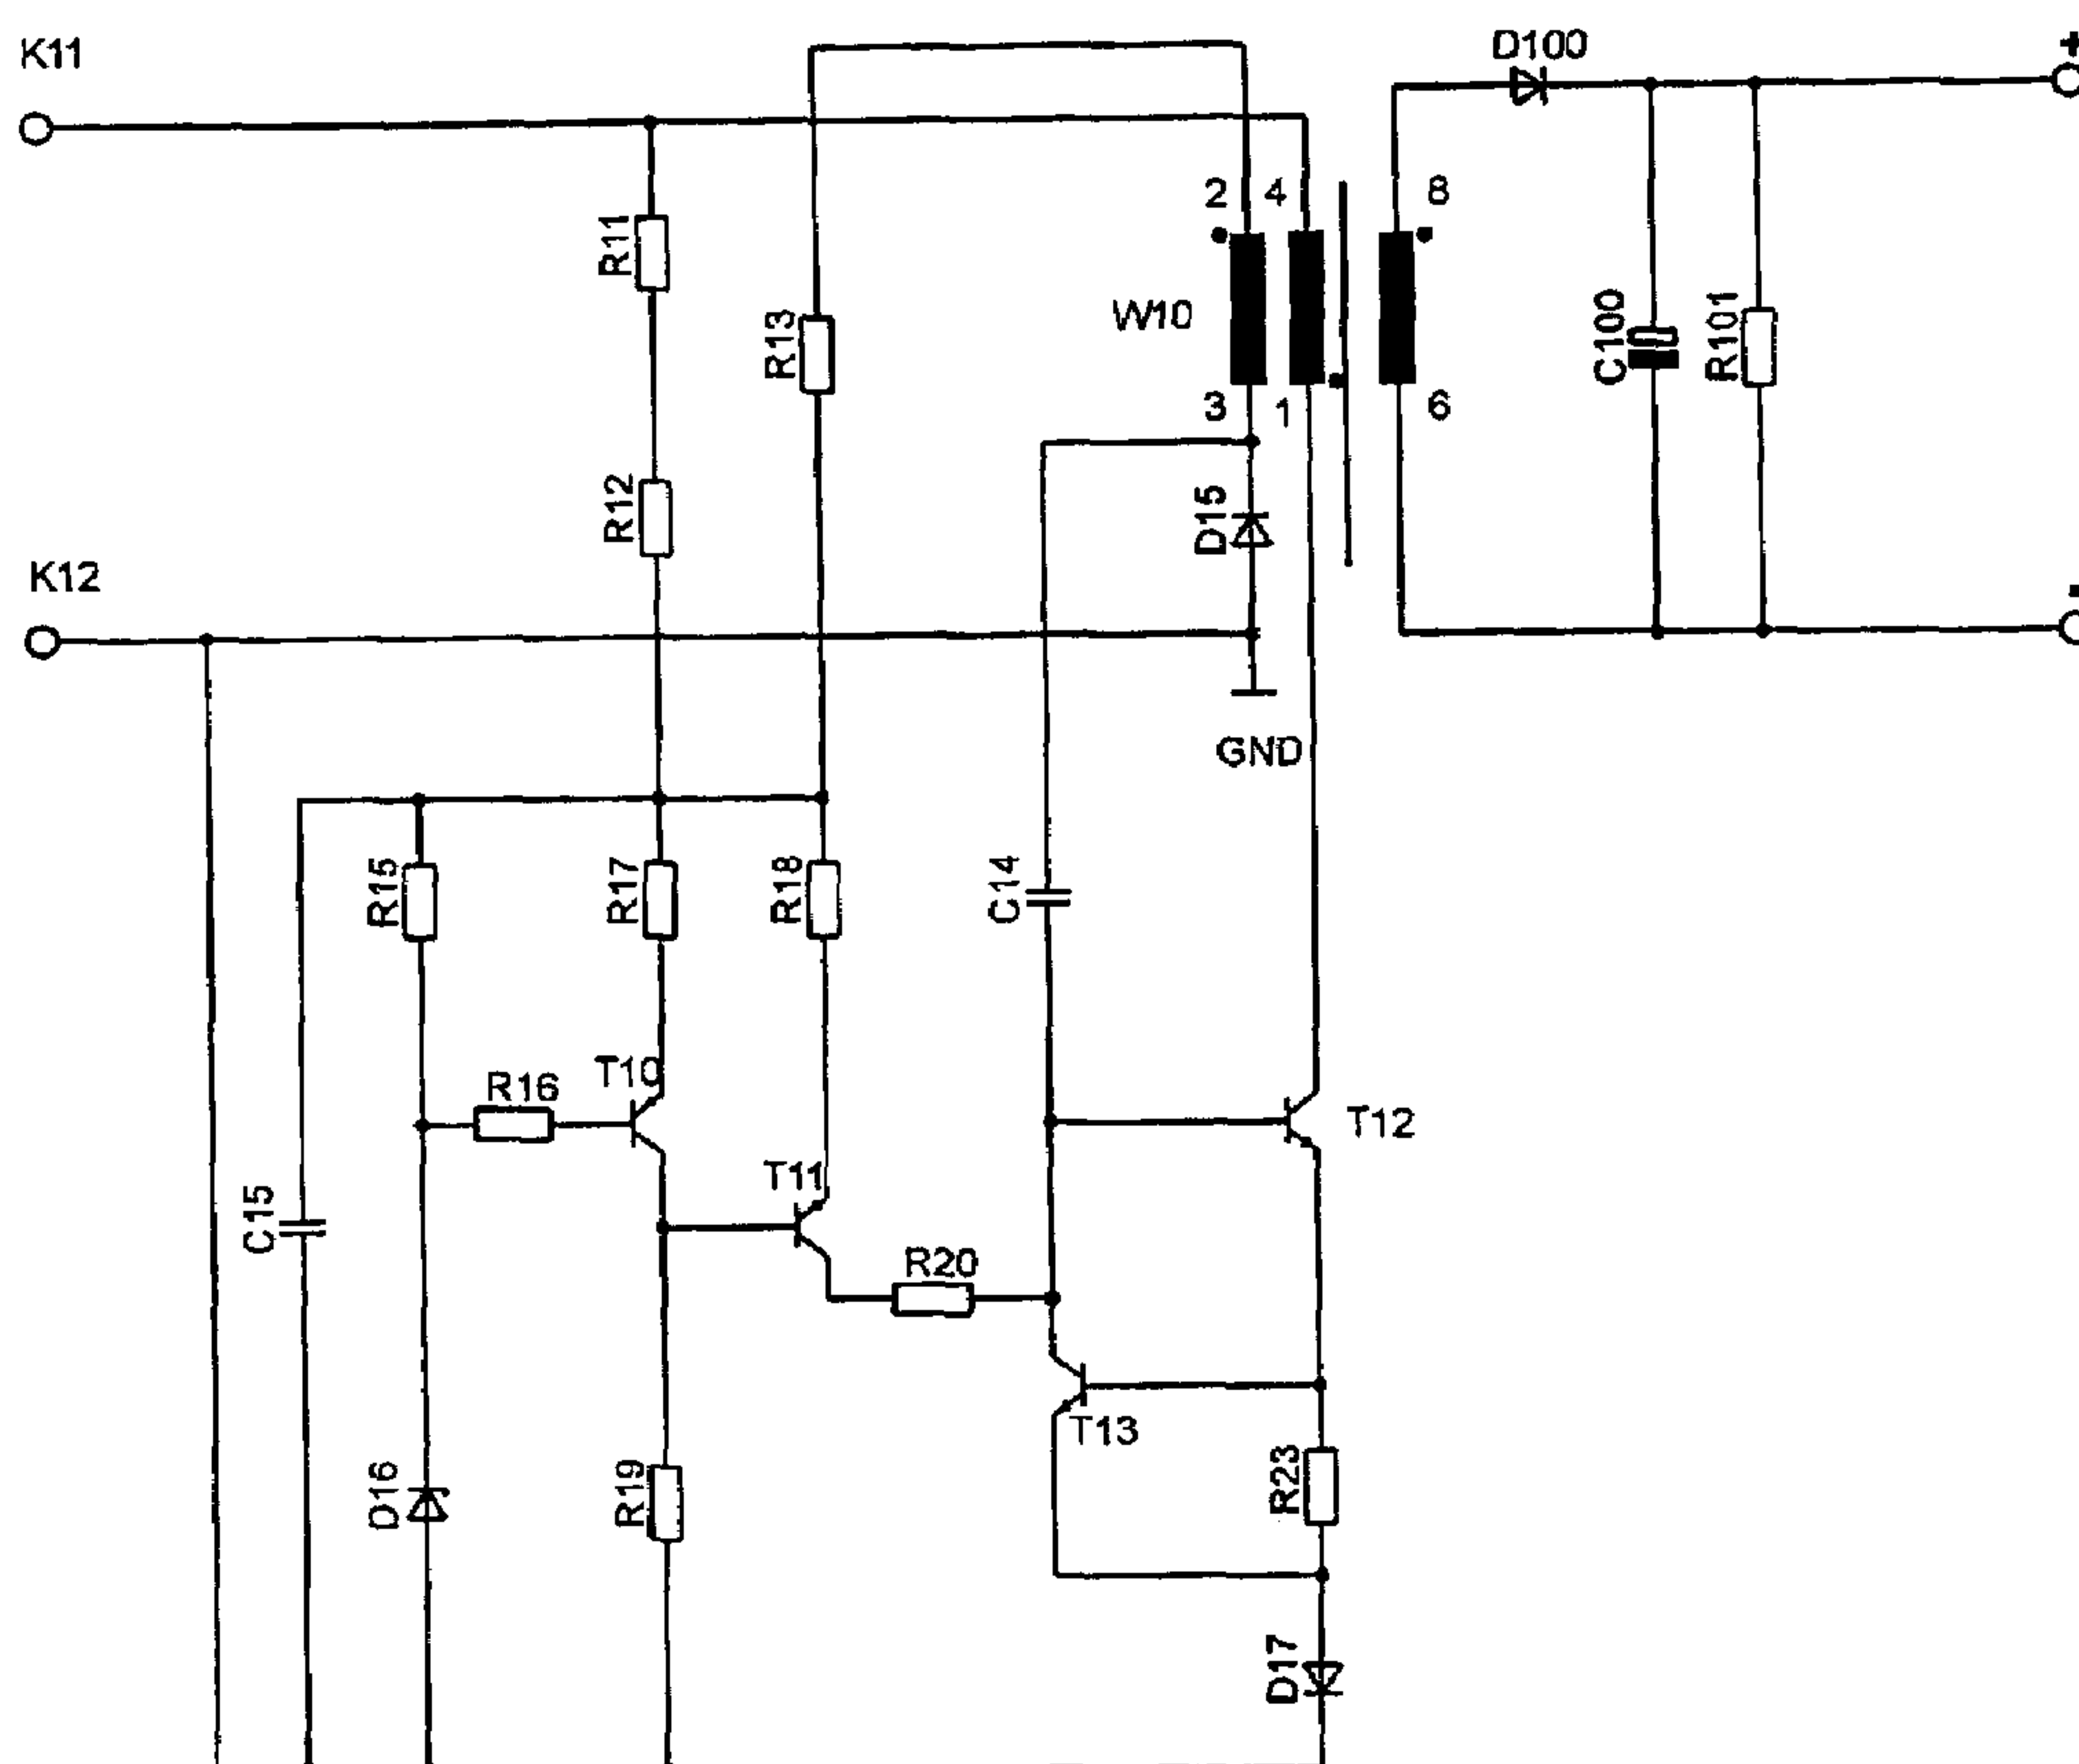 K11
D100
+
2
4
8
R11
W10
R13
C100
R101
3
1
6
R12
D15
K12
-
GND
R15
R17
R18
C14
R16
T10
T12
T11
C15
R20
T13
D16
R19
R23
D17